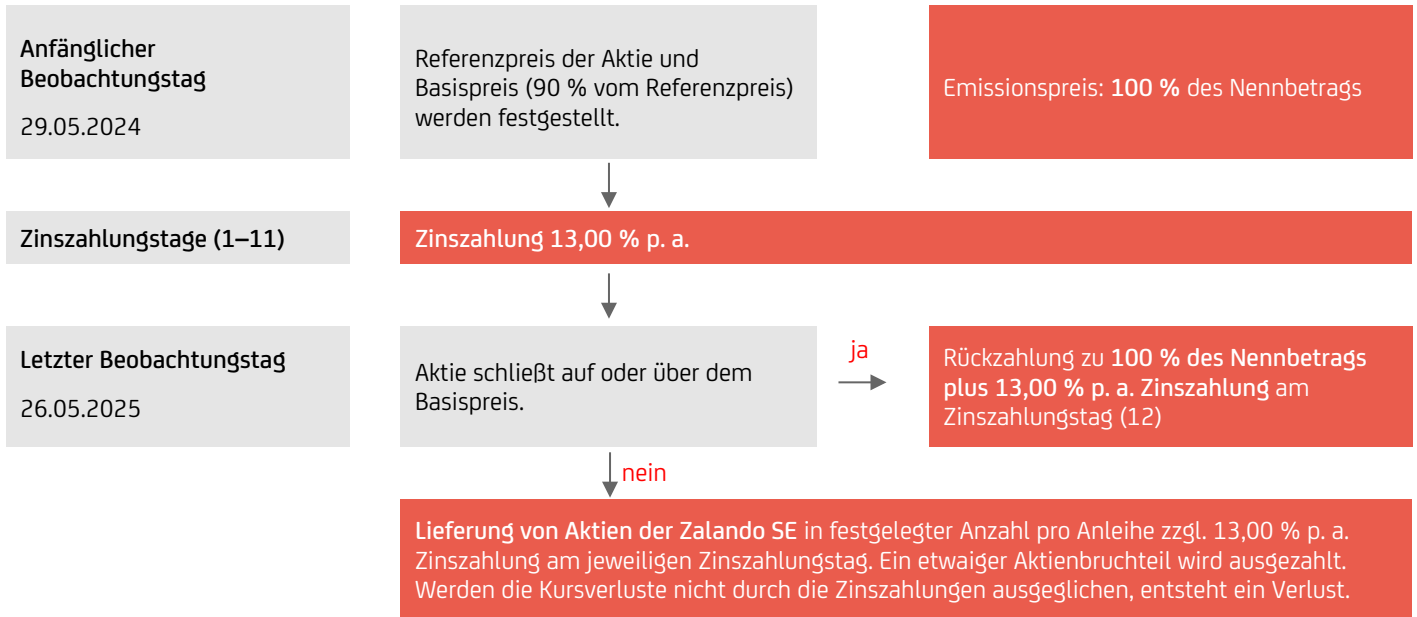 Anfänglicher
Beobachtungstag
29.05.2024
Referenzpreis der Aktie und
Basispreis (90 % vom Referenzpreis)
werden festgestellt.
Emissionspreis: 100 % des Nennbetrags
Zinszahlungstage (1–11)
Zinszahlung 13,00 % p. a.
Letzter Beobachtungstag
26.05.2025
Aktie schließt auf oder über dem
Basispreis.
ja
Rückzahlung zu 100 % des Nennbetrags
plus 13,00 % p. a. Zinszahlung am
Zinszahlungstag (12)
nein
Lieferung von Aktien der Zalando SE in festgelegter Anzahl pro Anleihe zzgl. 13,00 % p. a.
Zinszahlung am jeweiligen Zinszahlungstag. Ein etwaiger Aktienbruchteil wird ausgezahlt.
Werden die Kursverluste nicht durch die Zinszahlungen ausgeglichen, entsteht ein Verlust.